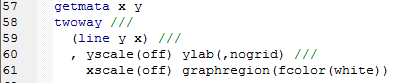 57 getmata x y
58 twoway ///
59 (line y x) ///
60 , yscale(off) ylab(,nogrid) ///
61 xscale(off) graphregion(fcolor(white))